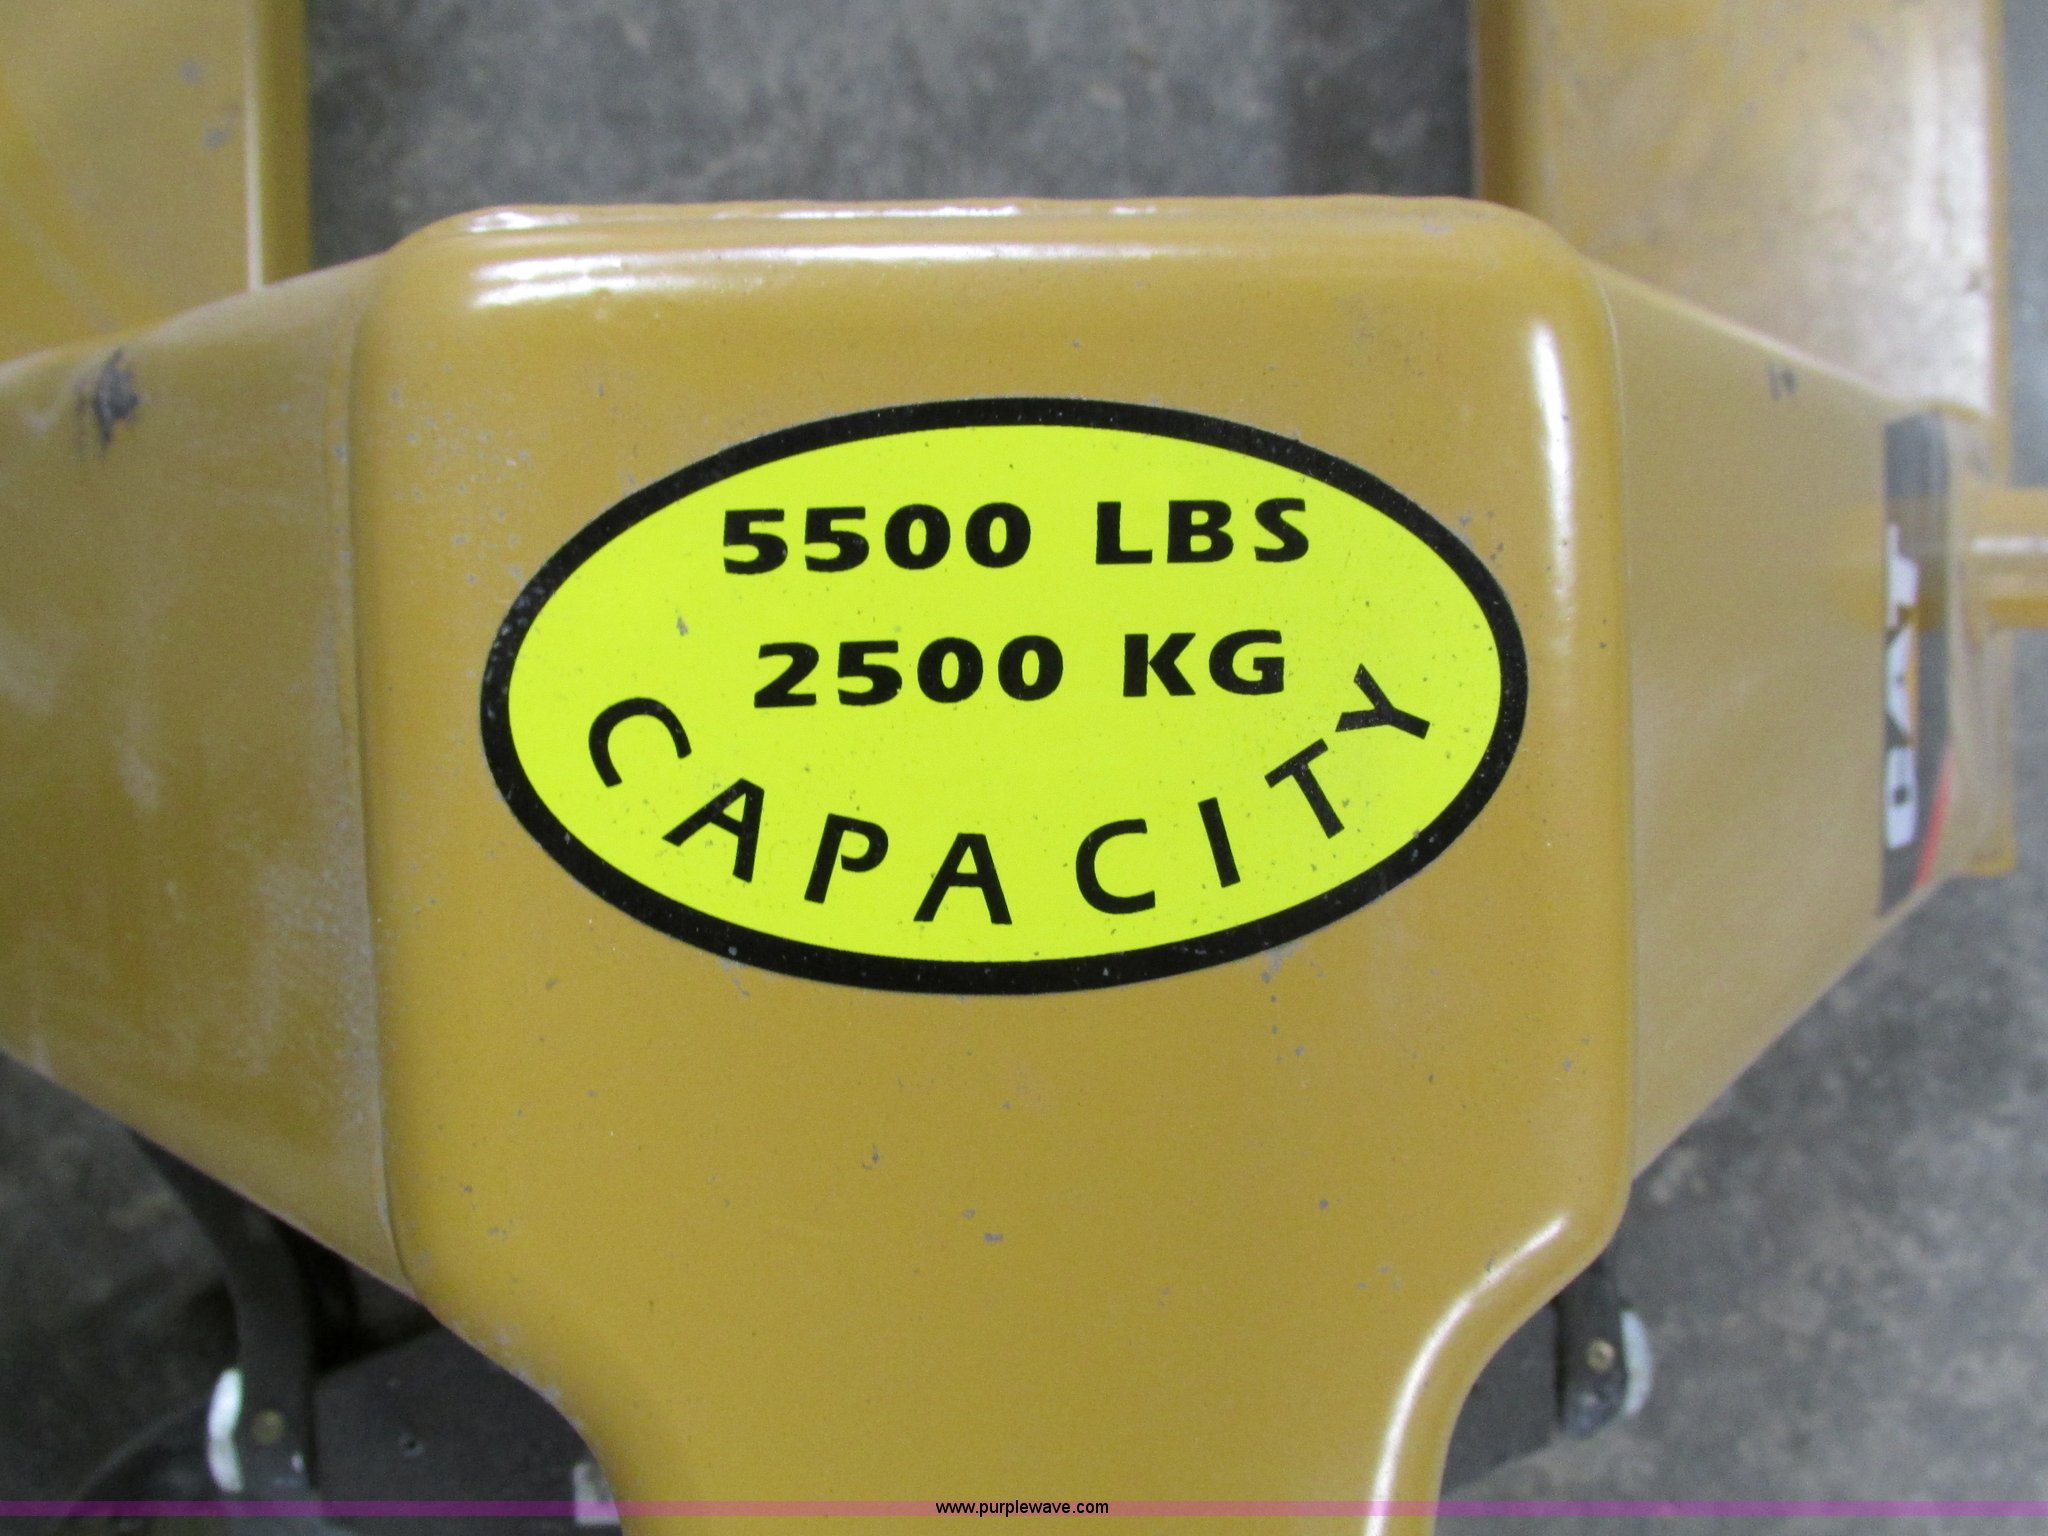 5500 LBS
2500 KG
CAPACITY
CAT
www.purplewave.com